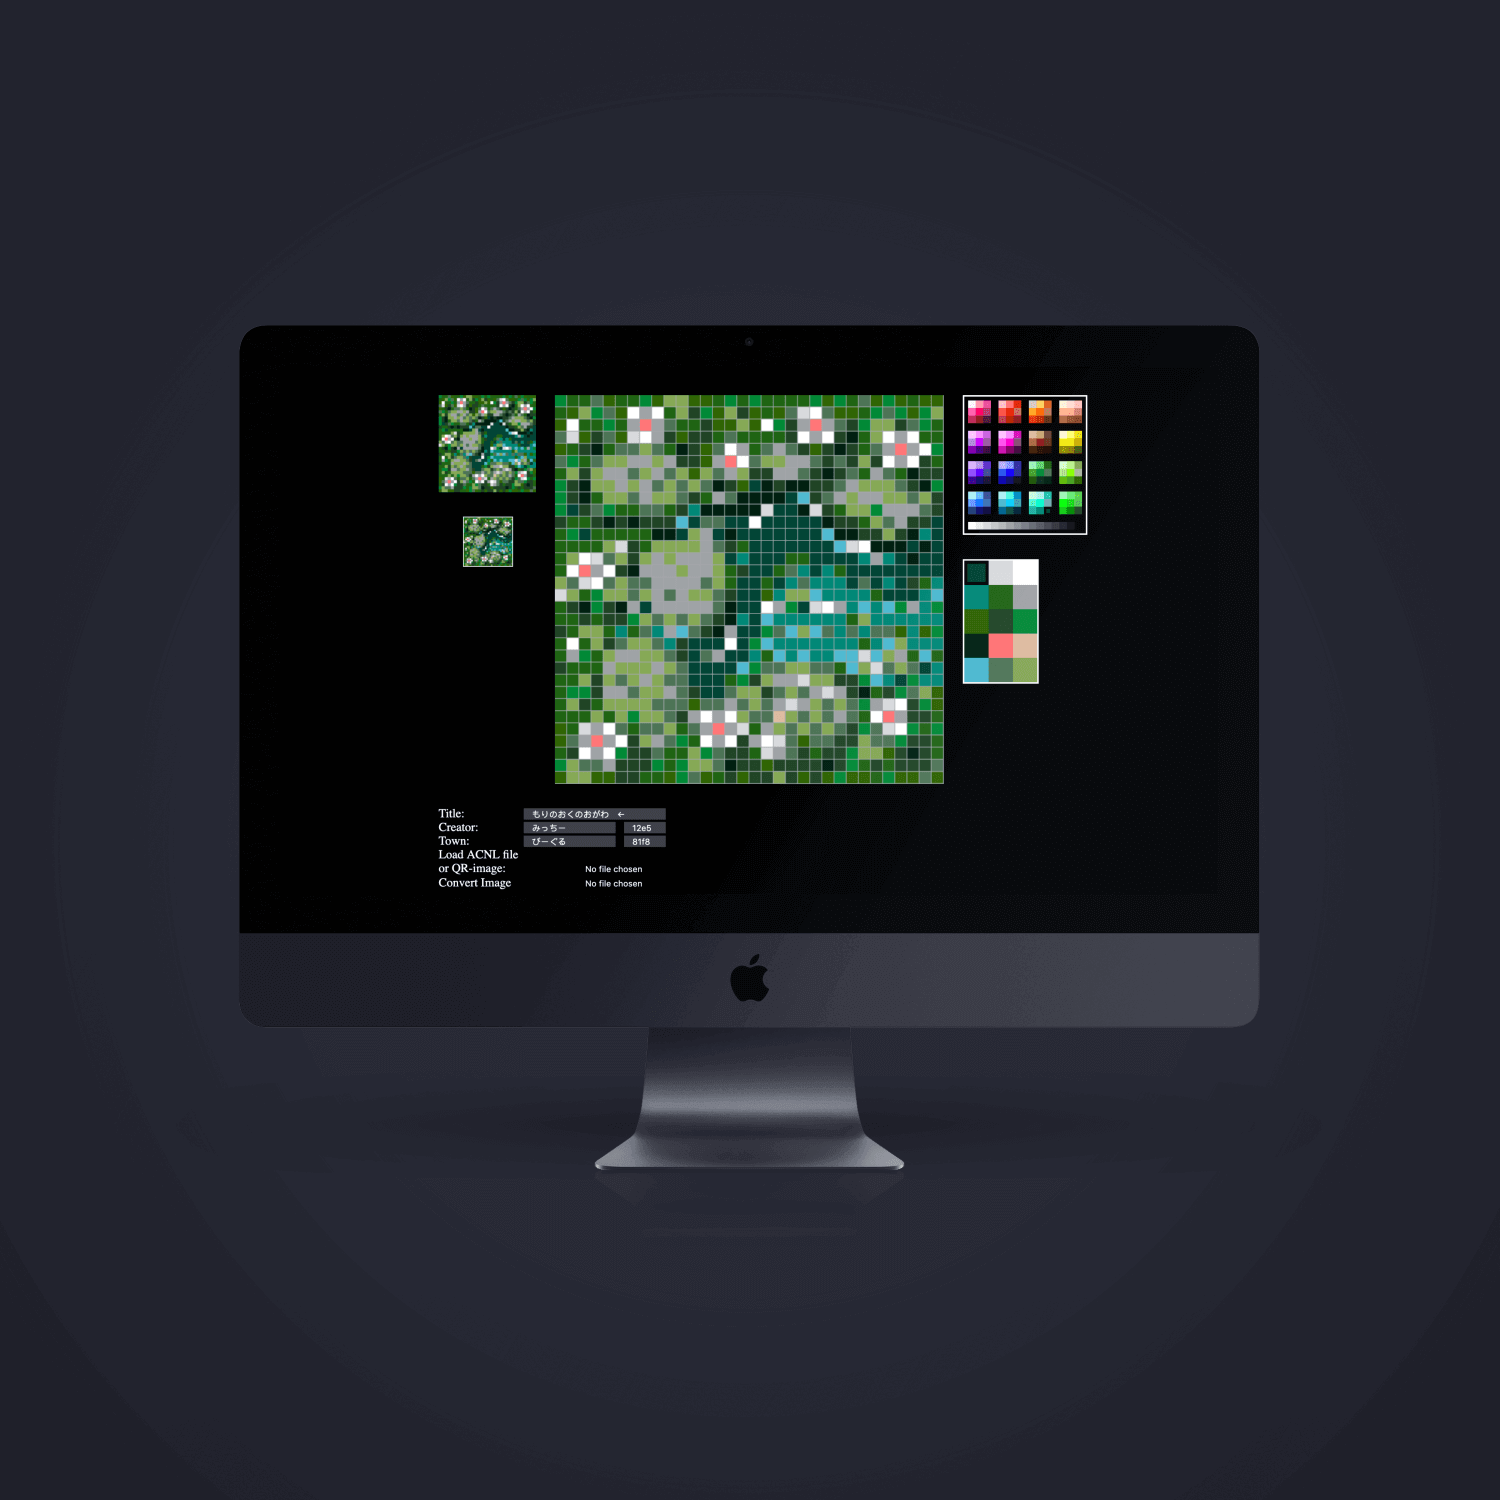 Title: もりのおくのおがわ ←
Creator: みっちー 12e5
Town: びーぐる 81f8
Load ACNL file
or QR-image: No file chosen
Convert Image No file chosen